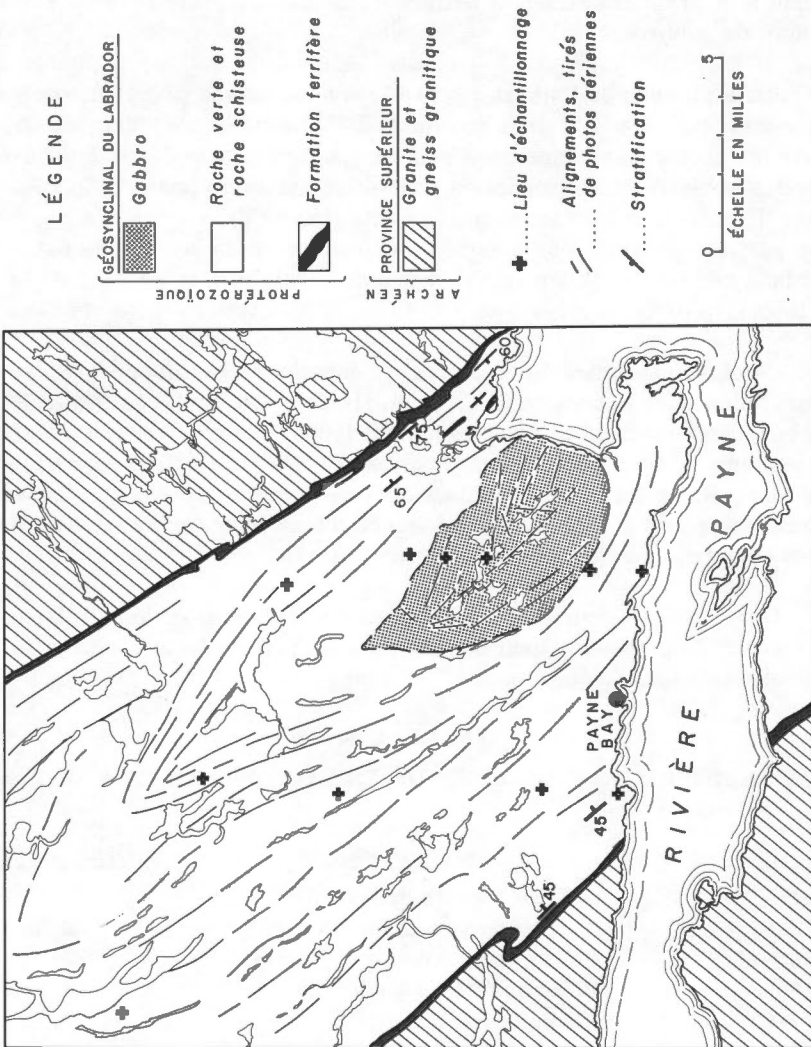 LÉGENDE
GÉOSYNCLINAL DU LABRADOR
PROTÉROZOÏQUE
Gabbro
Roche verte et
roche schisteuse
Formation ferrifère
ARCHÉEN
PROVINCE SUPÉRIEUR
Granite et
gneiss granitique
Lieu d'échantillonnage
Alignements, tirés
de photos dériennes
Stratification
0 5
ÉCHELLE EN MILLES
60
75
65
45
45
PAYNE
BAY
RIVIÈRE PAYNE